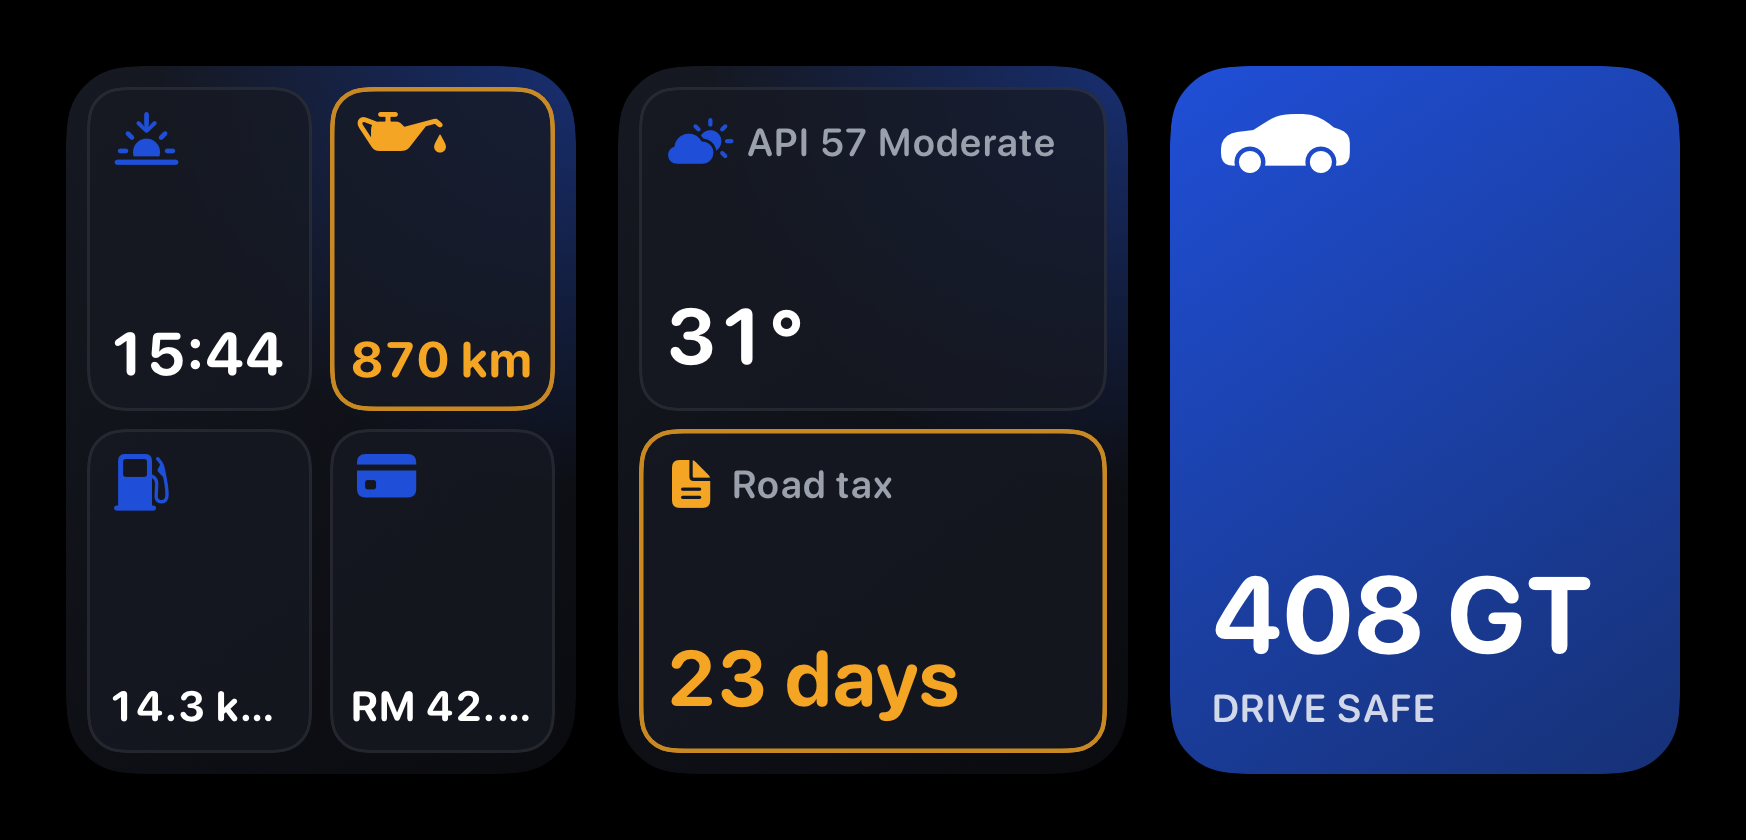 15:44
870 km
14.3 k...
RM 42....
API 57 Moderate
31°
Road tax
23 days
408 GT
DRIVE SAFE